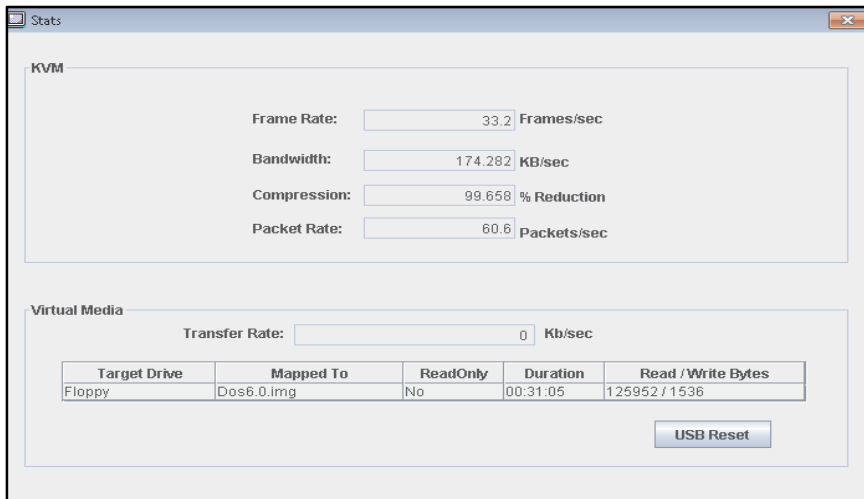 Stats
KVM
Frame Rate: 33.2 Frames/sec
Bandwidth: 174.282 KB/sec
Compression: 99.658 % Reduction
Packet Rate: 60.6 Packets/sec
Virtual Media
Transfer Rate: 0 Kb/sec
Target Drive Mapped To ReadOnly Duration Read / Write Bytes
Floppy Dos6.0.img No 00:31:05 125952 / 1536
USB Reset